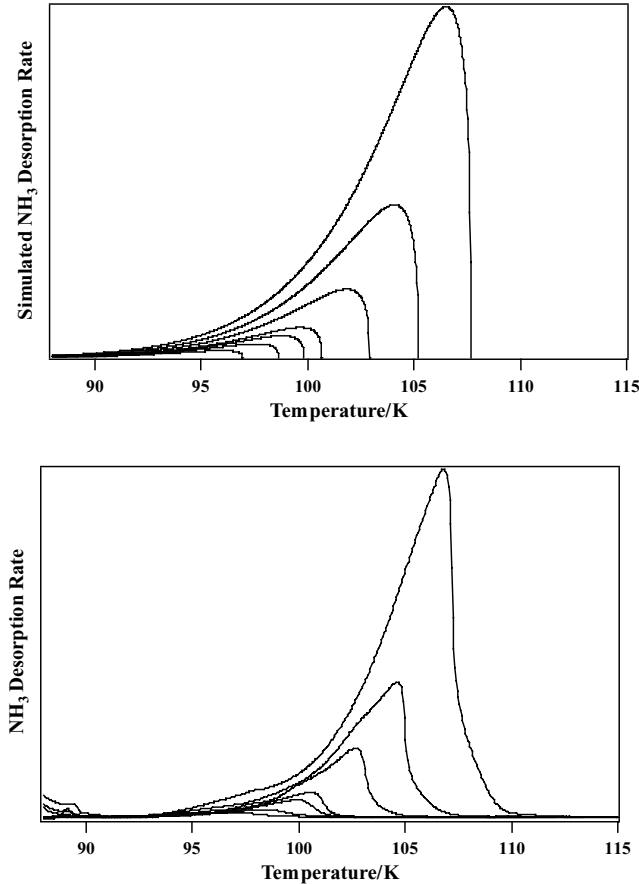 Simulated NH₃ Desorption Rate
90 95 100 105 110 115
Temperature/K
NH₃ Desorption Rate
90 95 100 105 110 115
Temperature/K